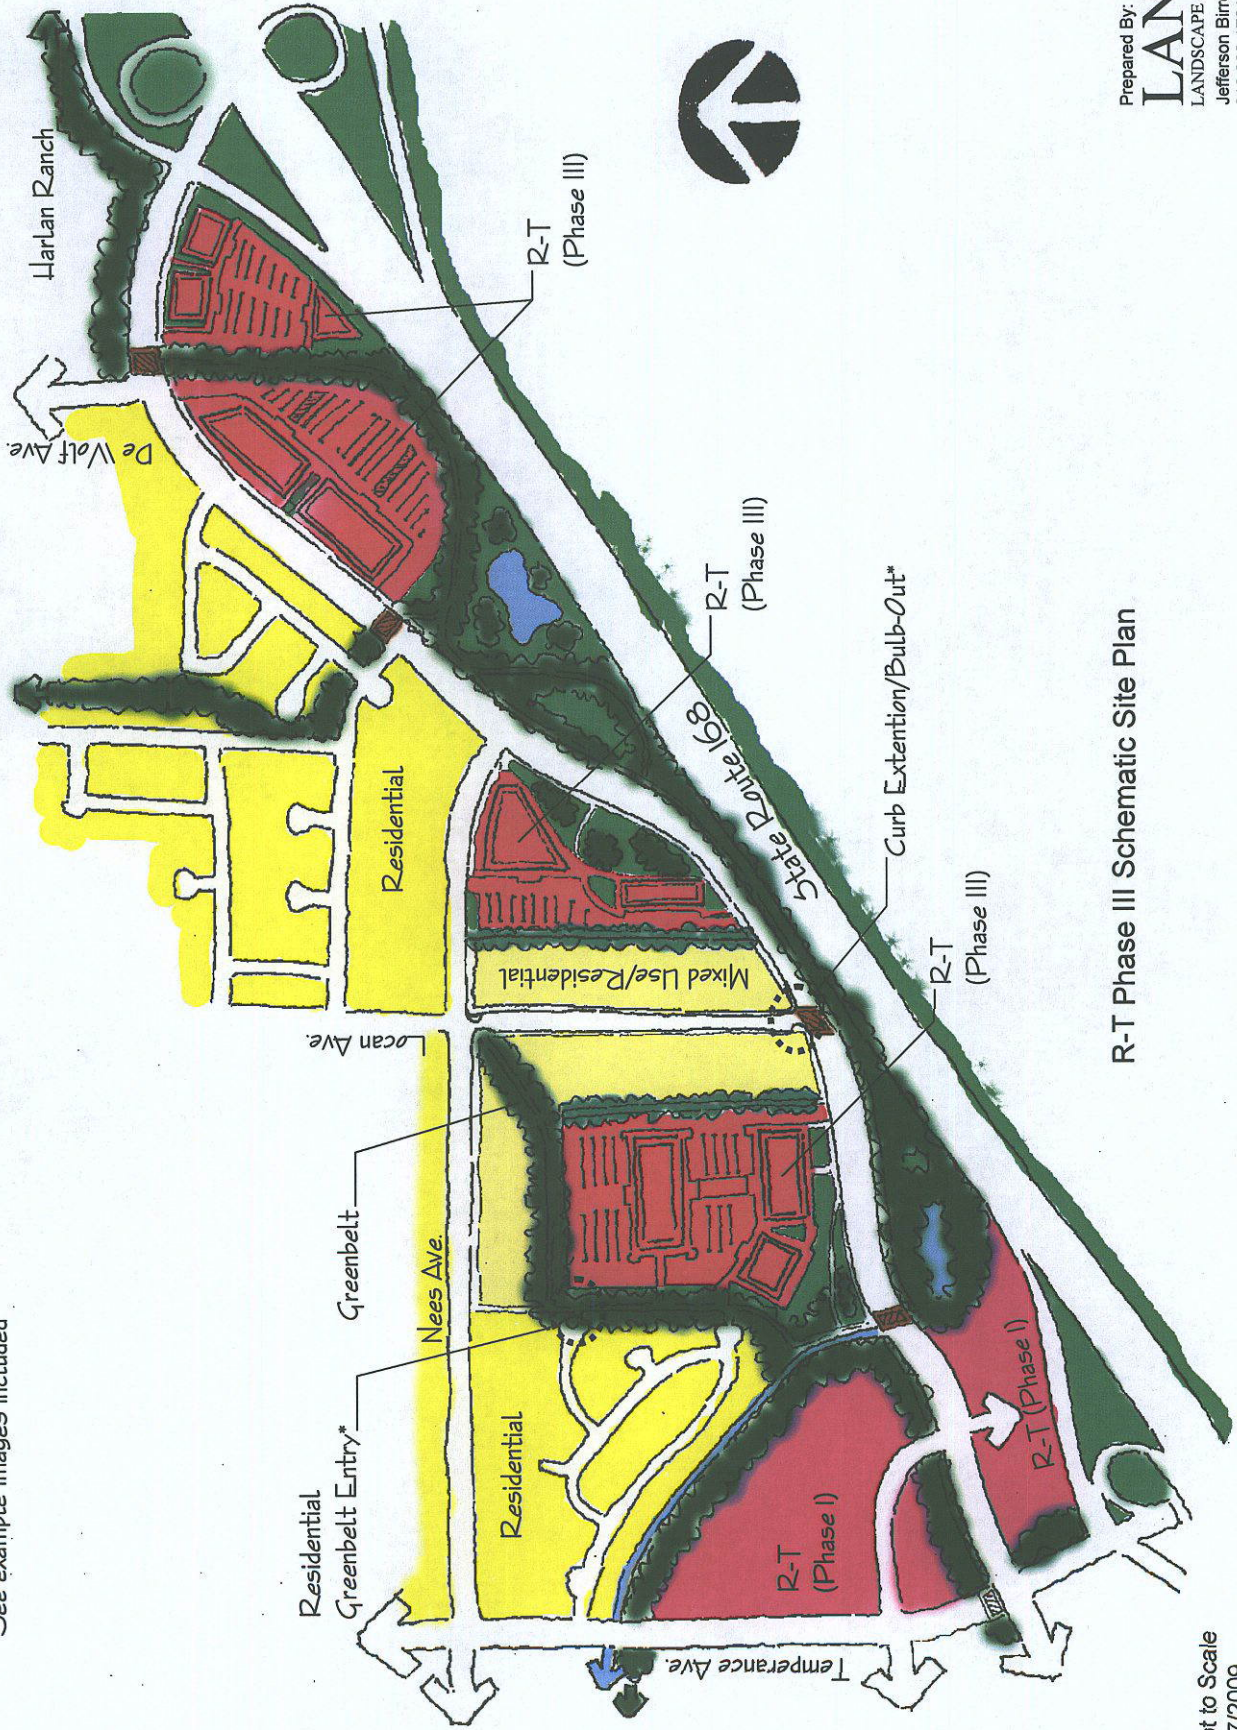 See example images included
Harlan Ranch
De Wolf Ave.
R-T
(Phase III)
R-T
(Phase III)
Residential
State Route 168
Curb Extention/Bulb-Out*
R-T
(Phase III)
Mixed Use/Residential
Locan Ave.
Greenbelt
Nees Ave.
Residential
Greenbelt Entry*
Residential
R-T
(Phase I)
R-T (Phase I)
Temperance Ave.
R-T Phase III Schematic Site Plan
Prepared By:
LANDSCAPE
to Scale
/2009